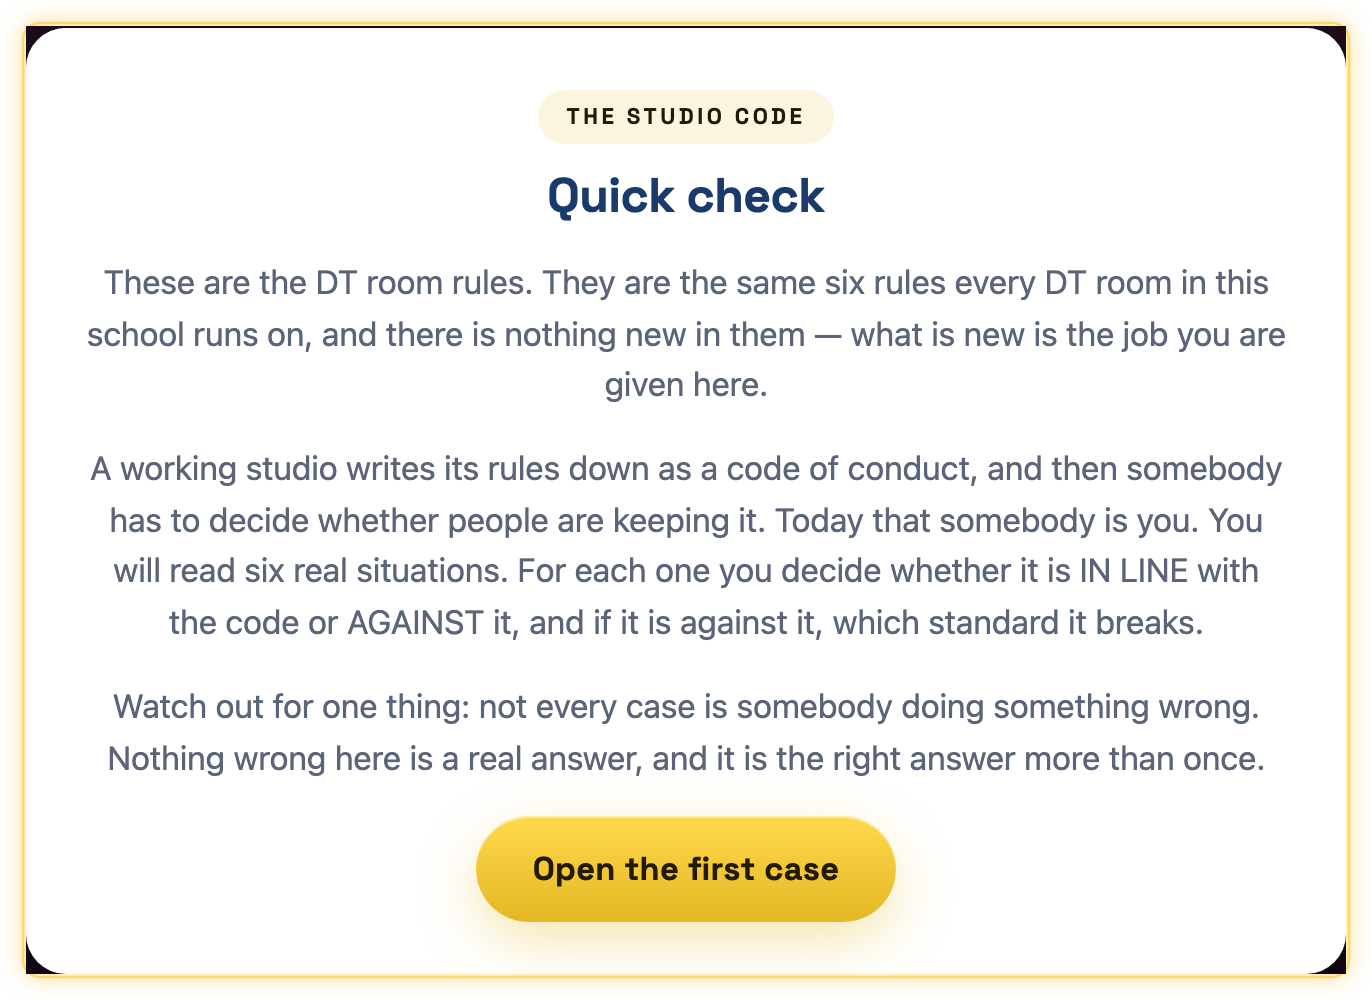 THE STUDIO CODE
Quick check
These are the DT room rules. They are the same six rules every DT room in this
school runs on, and there is nothing new in them — what is new is the job you are
given here.
A working studio writes its rules down as a code of conduct, and then somebody
has to decide whether people are keeping it. Today that somebody is you. You
will read six real situations. For each one you decide whether it is IN LINE with
the code or AGAINST it, and if it is against it, which standard it breaks.
Watch out for one thing: not every case is somebody doing something wrong.
Nothing wrong here is a real answer, and it is the right answer more than once.
Open the first case